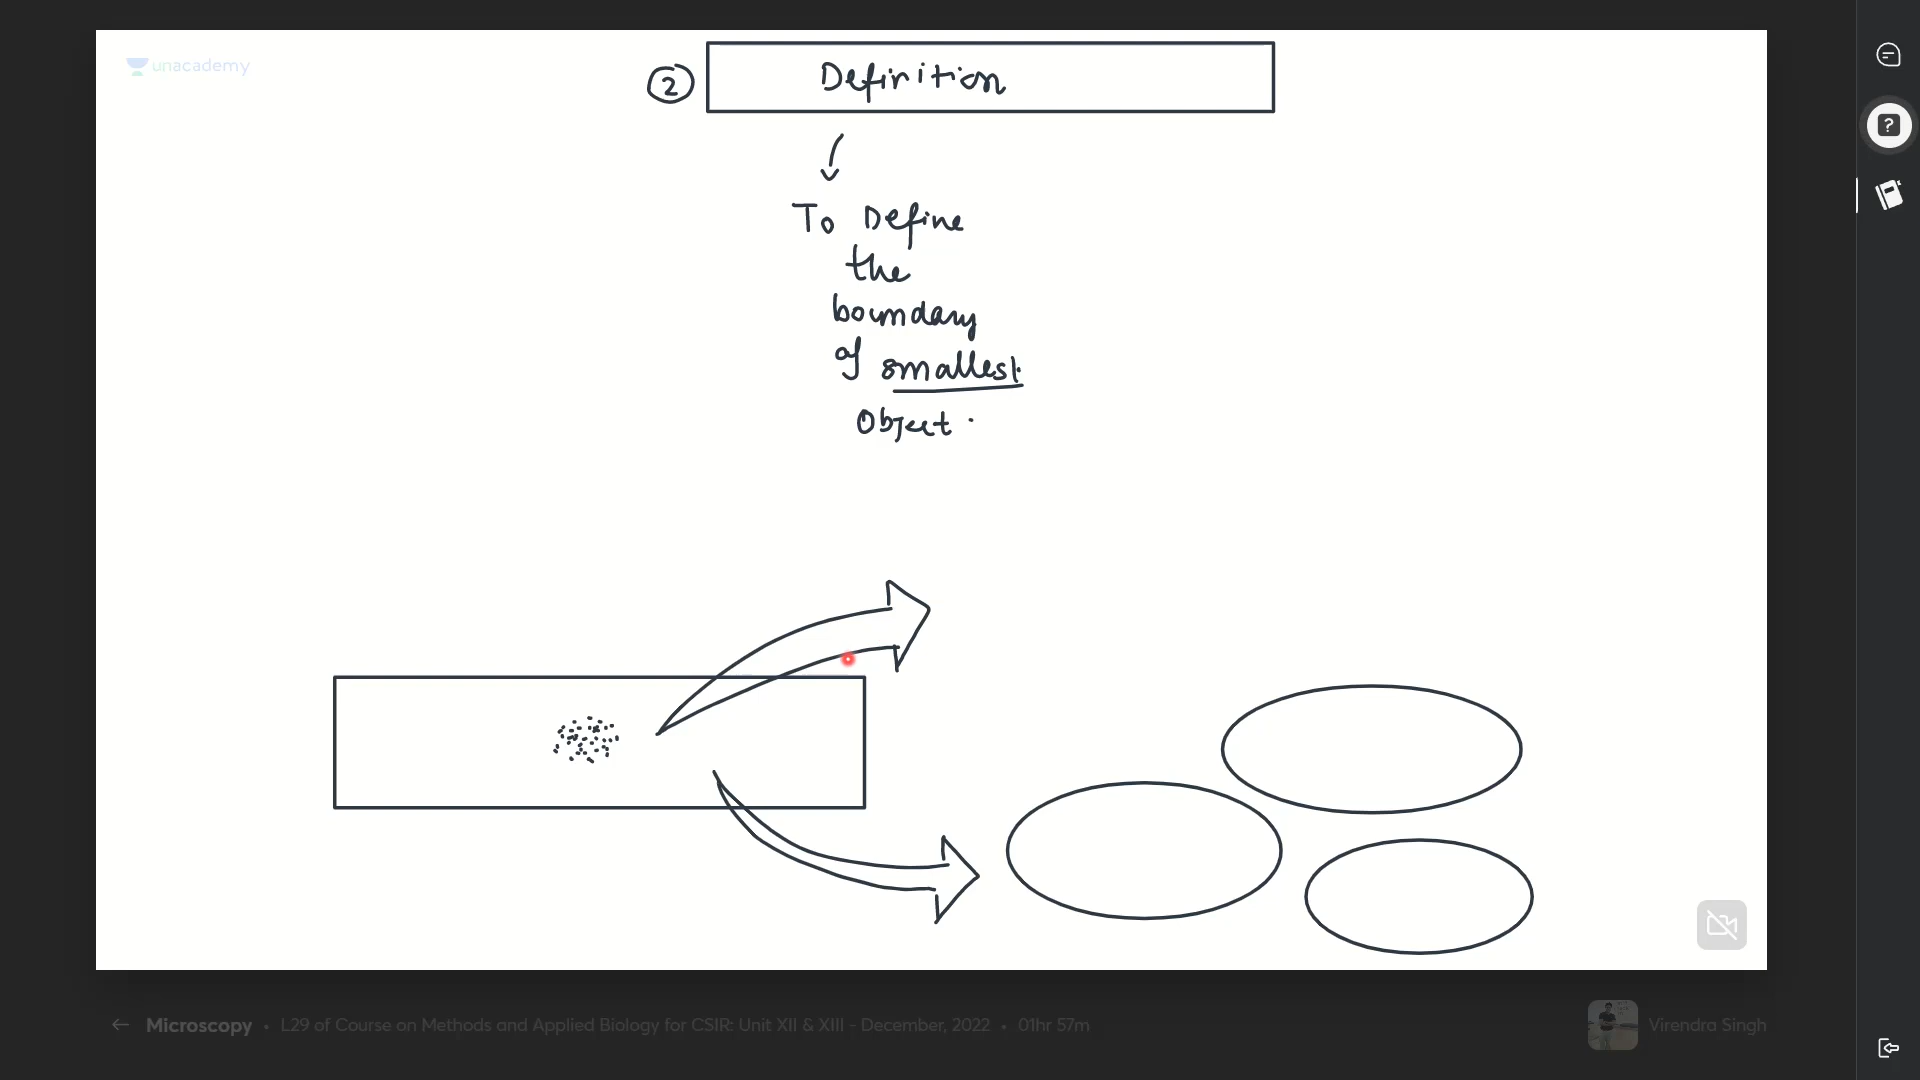 unacademy
2 Definition
To Define
the
boundary
of smallest
Object .
← Microscopy • L29 of Course on Methods and Applied Biology for CSIR: Unit XII & XIII - December, 2022 • 01hr 57m
Virendra Singh